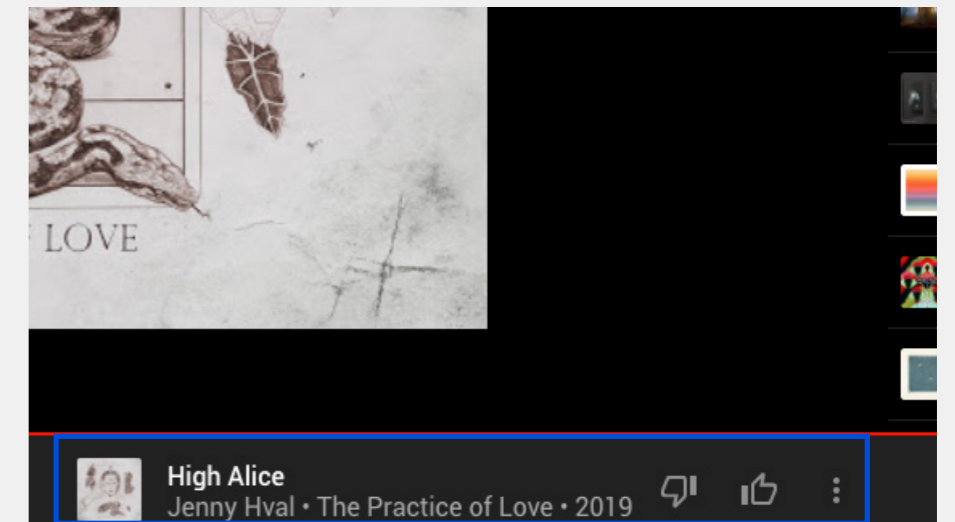 LOVE
High Alice
Jenny Hval • The Practice of Love • 2019